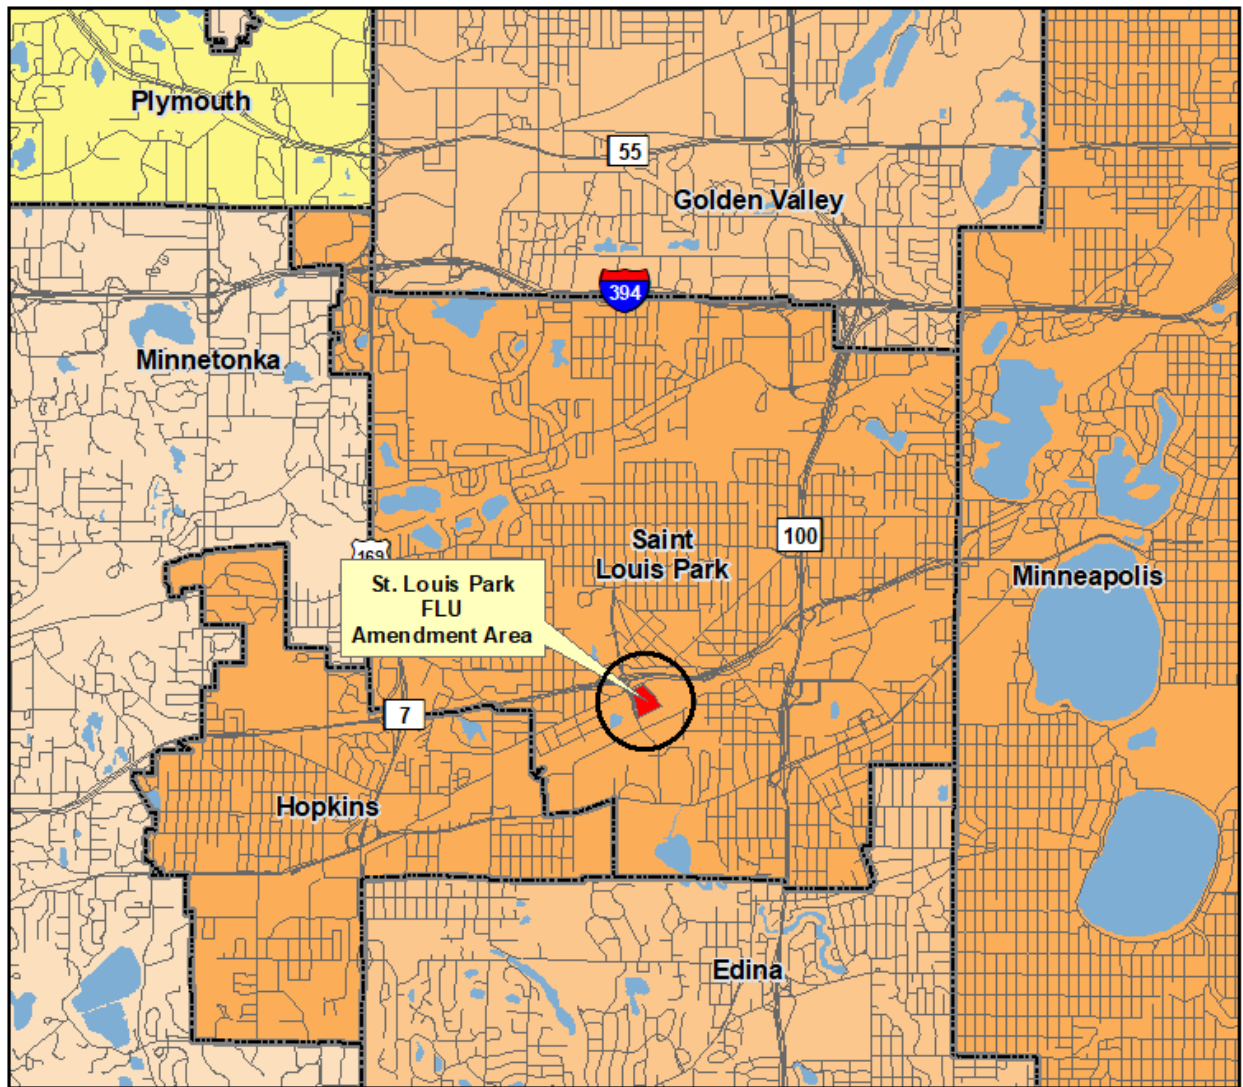 Plymouth
55
Golden Valley
394
Minnetonka
100
Saint
Louis Park
169
St. Louis Park
FLU
Amendment Area
Minneapolis
7
Hopkins
Edina